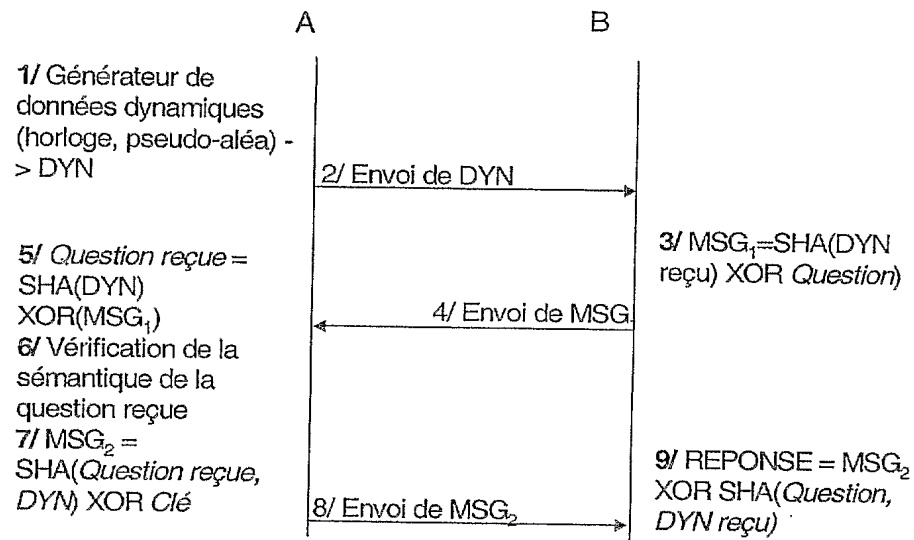 A
B
1/ Générateur de
données dynamiques
(horloge, pseudo-aléa) -
> DYN
2/ Envoi de DYN
3/ MSG₁=SHA(DYN
reçu) XOR Question)
4/ Envoi de MSG
5/ Question reçue =
SHA(DYN)
XOR(MSG₁)
6/ Vérification de la
sémantique de la
question reçue
7/ MSG₂ =
SHA(Question reçue,
DYN) XOR Clé
8/ Envoi de MSG₂
9/ REPONSE = MSG₂
XOR SHA(Question,
DYN reçu)